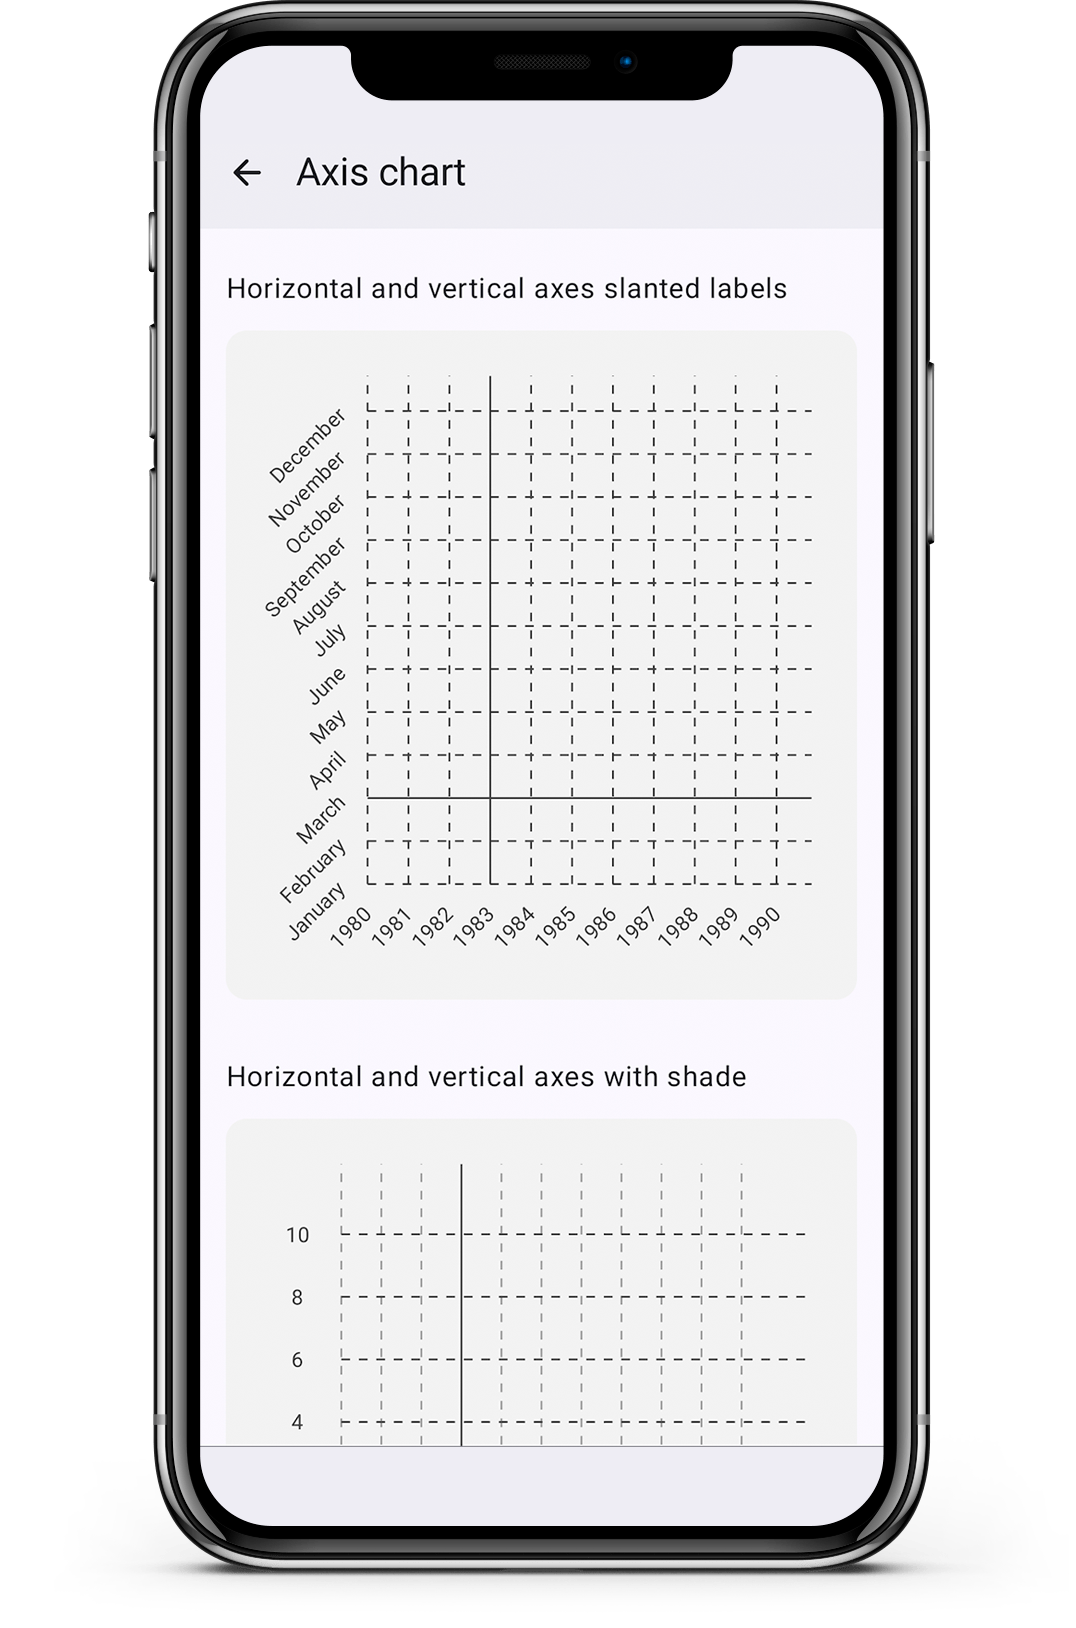 Axis chart
Horizontal and vertical axes slanted labels
December
November
October
September
August
July
June
May
April
March
February
January
1980 1981 1982 1983 1984 1985 1986 1987 1988 1989 1990
Horizontal and vertical axes with shade
10
8
6
4